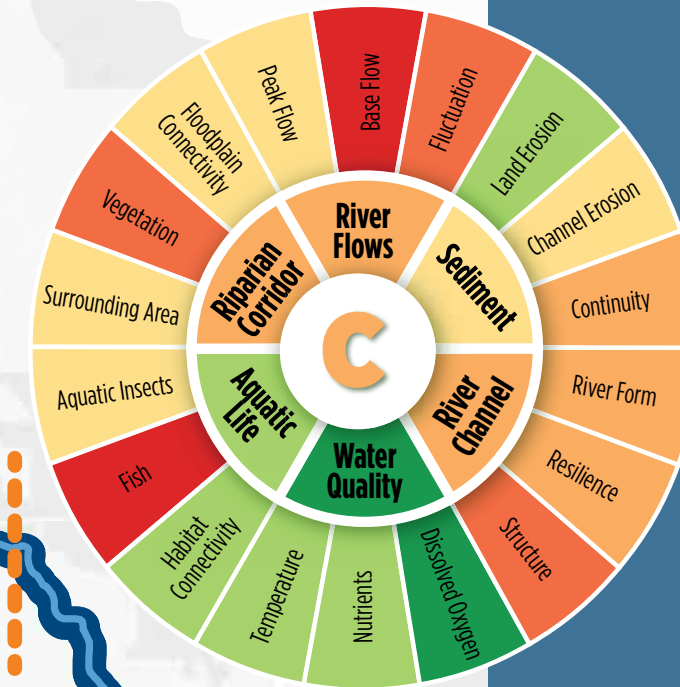 Base Flow
Fluctuation
Land Erosion
Channel Erosion
Continuity
River Form
Resilience
Structure
Dissolved Oxygen
Nutrients
Temperature
Habitat
Connectivity
Fish
Aquatic Insects
Surrounding Area
Vegetation
Floodplain
Connectivity
Peak Flow
River
Flows
Sediment
River
Channel
Water
Quality
Aquatic
Life
Riparian
Corridor
C